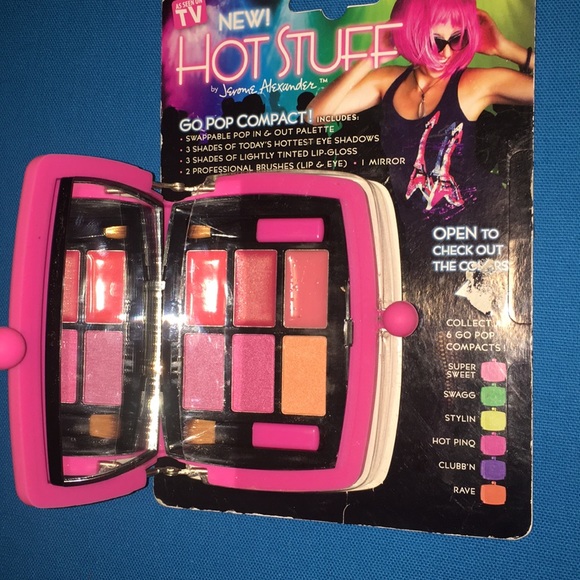 AS SEEN ON
TV
NEW!
HOT STUFF
by Jerome Alexander™
GO POP COMPACT! INCLUDES:
• SWAPPABLE POP IN & OUT PALETTE
• 3 SHADES OF TODAY'S HOTTEST EYE SHADOWS
• 3 SHADES OF LIGHTLY TINTED LIP-GLOSS
• 2 PROFESSIONAL BRUSHES (LIP & EYE) • 1 MIRROR
OPEN TO
CHECK OUT
THE COLORS
COLLECT
6 GO POP
COMPACTS!
SUPER
SWEET
SWAGG
STYLIN
HOT PINQ
CLUBB'N
RAVE